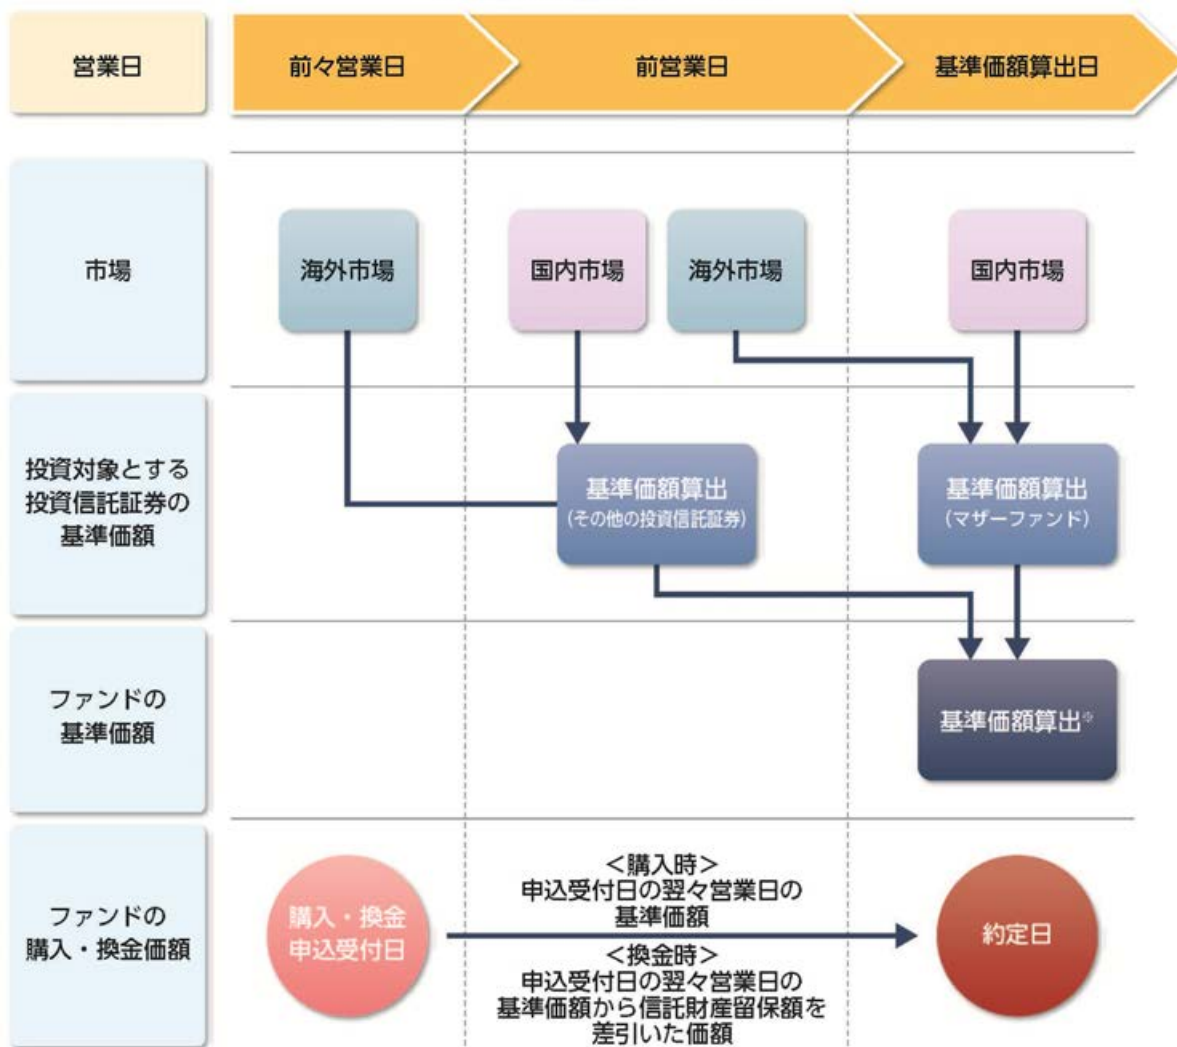 営業日
前々営業日
前営業日
基準価額算出日
市場
海外市場
国内市場
海外市場
国内市場
投資対象とする
投資信託証券の
基準価額
基準価額算出
(その他の投資信託証券)
基準価額算出
(マザーファンド)
ファンドの
基準価額
基準価額算出※
ファンドの
購入・換金価額
購入・換金
申込受付日
<購入時>
申込受付日の翌々営業日の
基準価額
<換金時>
申込受付日の翌々営業日の
基準価額から信託財産留保額を
差引いた価額
約定日